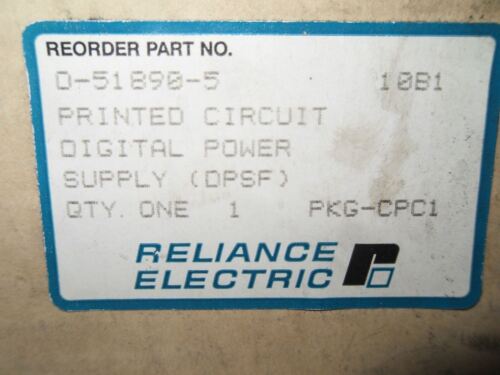 REORDER PART NO.
0-51890-5 10B1
PRINTED CIRCUIT
DIGITAL POWER
SUPPLY (DPSF)
QTY. ONE 1 PKG-CPC1
RELIANCE
ELECTRIC